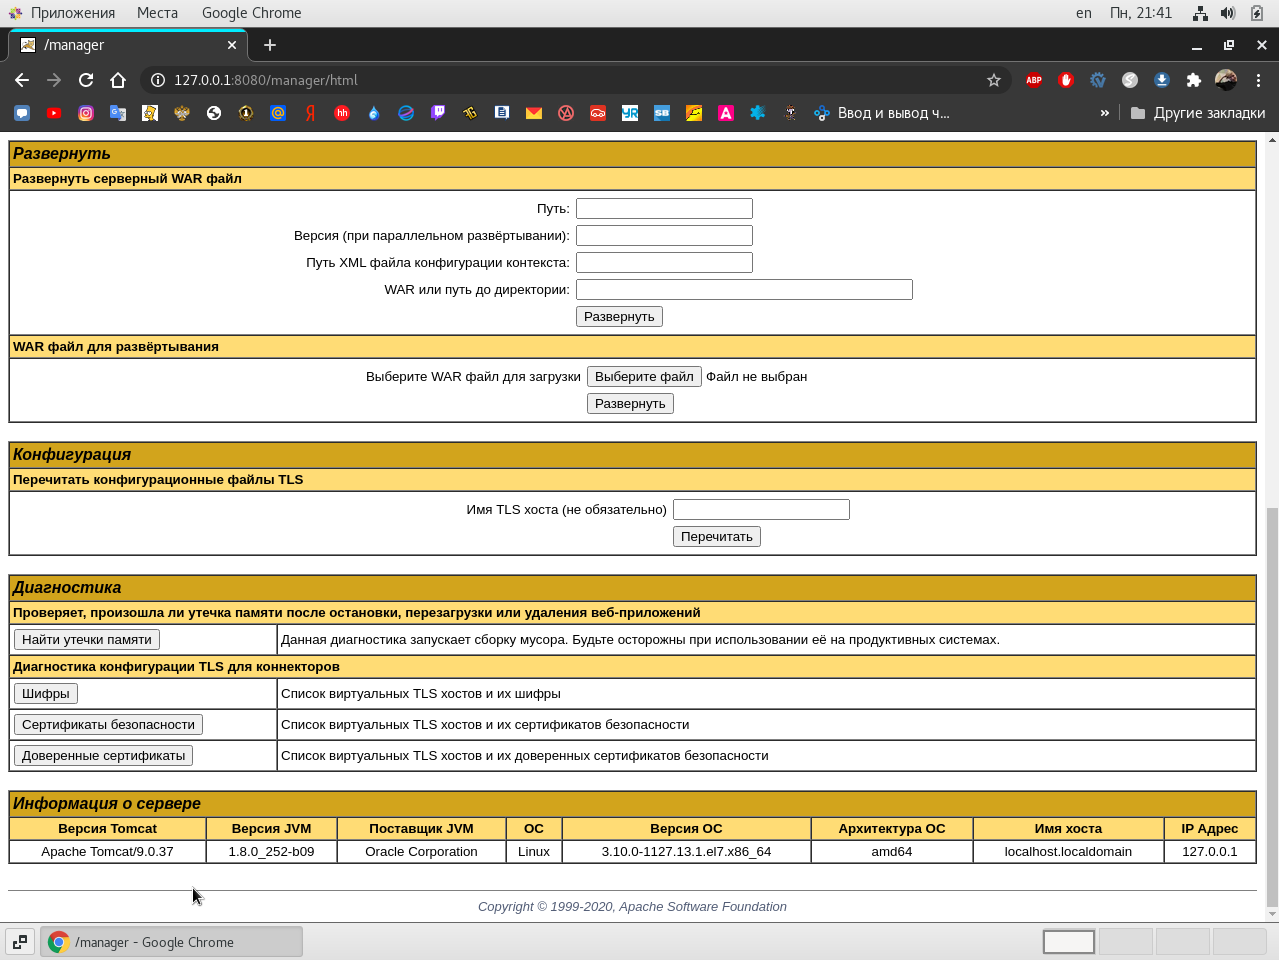 Приложения Места Google Chrome en Пн, 21:41
/manager
127.0.0.1:8080/manager/html ABP
Я hh YR SB A Ввод и вывод ч... » Другие закладки
Развернуть
Развернуть серверный WAR файл
Путь:
Версия (при параллельном развёртывании):
Путь XML файла конфигурации контекста:
WAR или путь до директории:
Развернуть
WAR файл для развёртывания
Выберите WAR файл для загрузки Выберите файл Файл не выбран
Развернуть
Конфигурация
Перечитать конфигурационные файлы TLS
Имя TLS хоста (не обязательно)
Перечитать
Диагностика
Проверяет, произошла ли утечка памяти после остановки, перезагрузки или удаления веб-приложений
Найти утечки памяти Данная диагностика запускает сборку мусора. Будьте осторожны при использовании её на продуктивных системах.
Диагностика конфигурации TLS для коннекторов
Шифры Список виртуальных TLS хостов и их шифры
Сертификаты безопасности Список виртуальных TLS хостов и их сертификатов безопасности
Доверенные сертификаты Список виртуальных TLS хостов и их доверенных сертификатов безопасности
Информация о сервере
Версия Tomcat Версия JVM Поставщик JVM ОС Версия ОС Архитектура ОС Имя хоста IP Адрес
Apache Tomcat/9.0.37 1.8.0_252-b09 Oracle Corporation Linux 3.10.0-1127.13.1.el7.x86_64 amd64 localhost.localdomain 127.0.0.1
Copyright © 1999-2020, Apache Software Foundation
/manager - Google Chrome